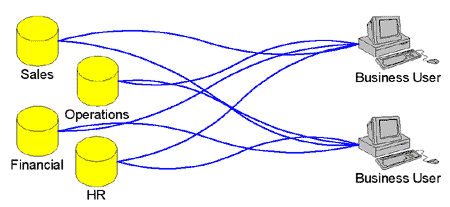 Sales
Business User
Operations
Financial
Business User
HR